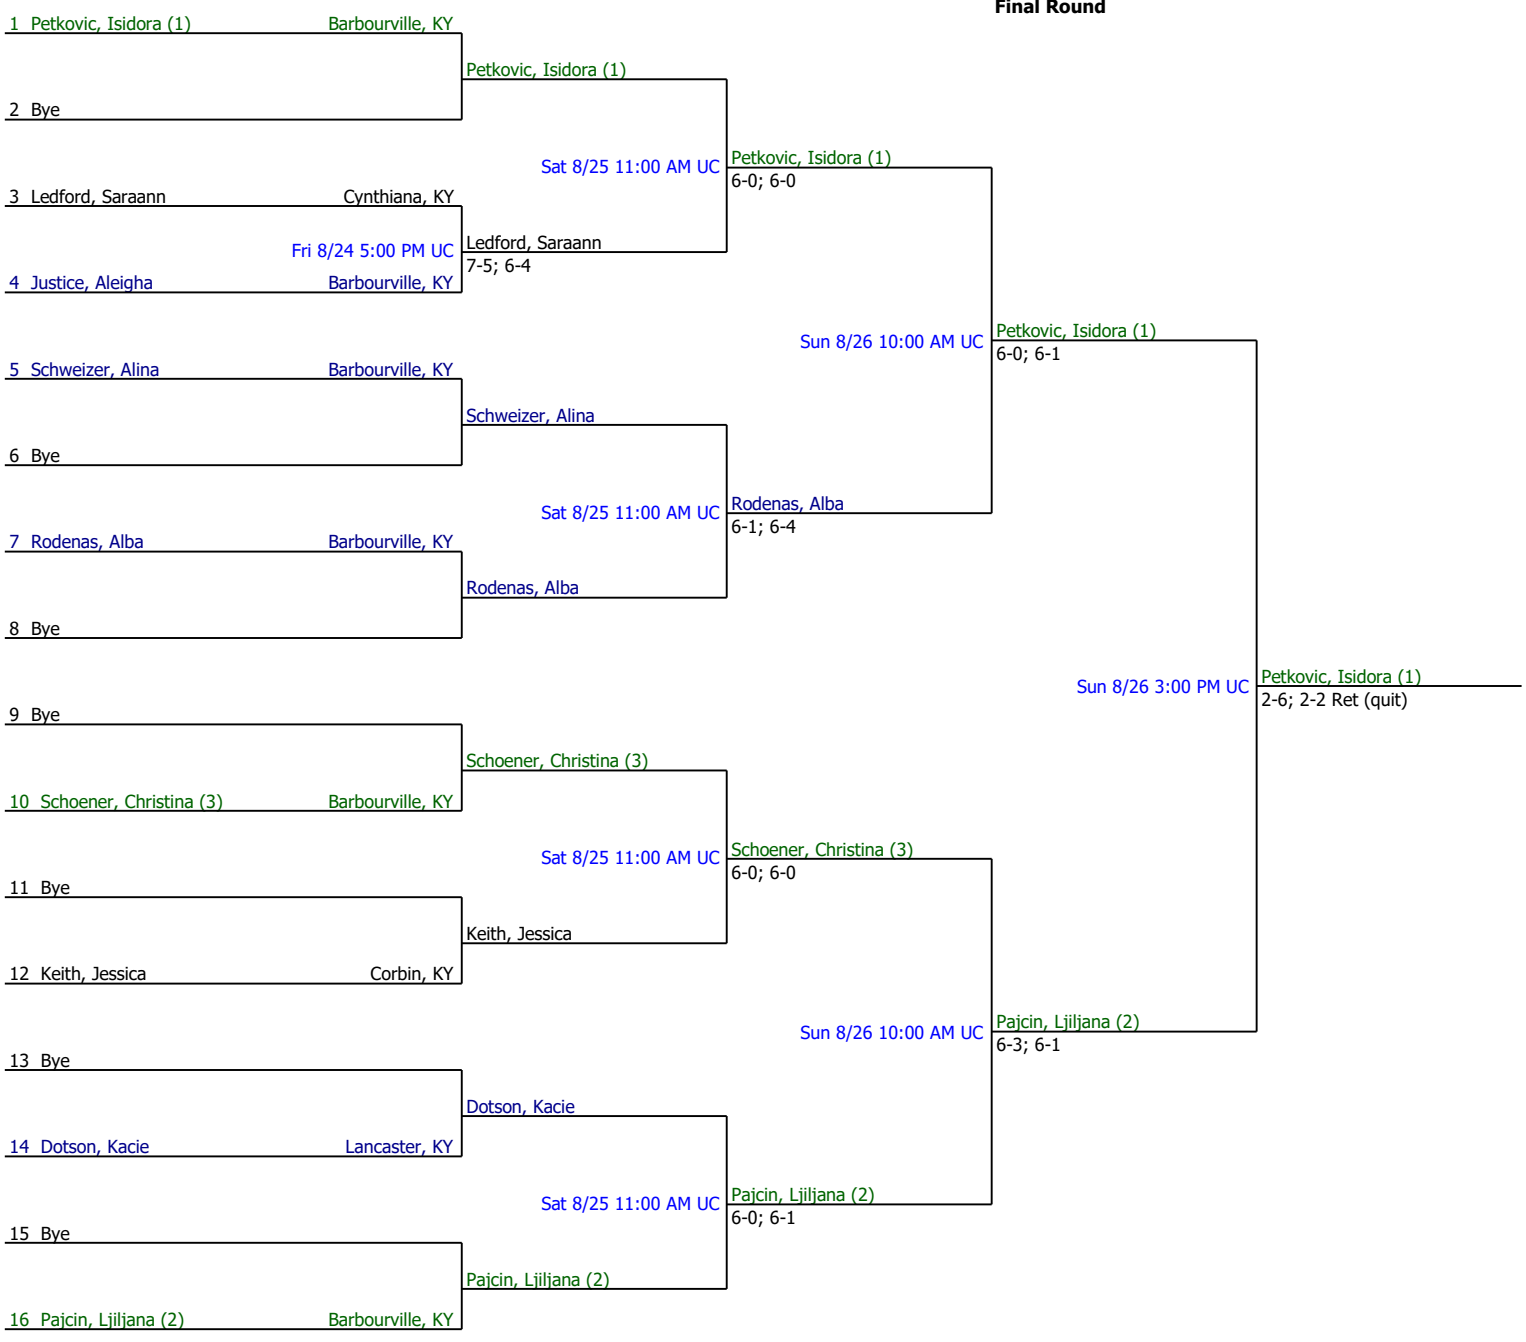 Final Round
1 Petkovic, Isidora (1) Barbourville, KY
Petkovic, Isidora (1)
2 Bye
Sat 8/25 11:00 AM UC Petkovic, Isidora (1)
6-0; 6-0
3 Ledford, Saraann Cynthiana, KY
Fri 8/24 5:00 PM UC Ledford, Saraann
7-5; 6-4
4 Justice, Aleigha Barbourville, KY
Sun 8/26 10:00 AM UC Petkovic, Isidora (1)
6-0; 6-1
5 Schweizer, Alina Barbourville, KY
Schweizer, Alina
6 Bye
Sat 8/25 11:00 AM UC Rodenas, Alba
6-1; 6-4
7 Rodenas, Alba Barbourville, KY
Rodenas, Alba
8 Bye
Sun 8/26 3:00 PM UC Petkovic, Isidora (1)
2-6; 2-2 Ret (quit)
9 Bye
Schoener, Christina (3)
10 Schoener, Christina (3) Barbourville, KY
Sat 8/25 11:00 AM UC Schoener, Christina (3)
6-0; 6-0
11 Bye
Keith, Jessica
12 Keith, Jessica Corbin, KY
Sun 8/26 10:00 AM UC Pajcin, Ljiljana (2)
6-3; 6-1
13 Bye
Dotson, Kacie
14 Dotson, Kacie Lancaster, KY
Sat 8/25 11:00 AM UC Pajcin, Ljiljana (2)
6-0; 6-1
15 Bye
Pajcin, Ljiljana (2)
16 Pajcin, Ljiljana (2) Barbourville, KY